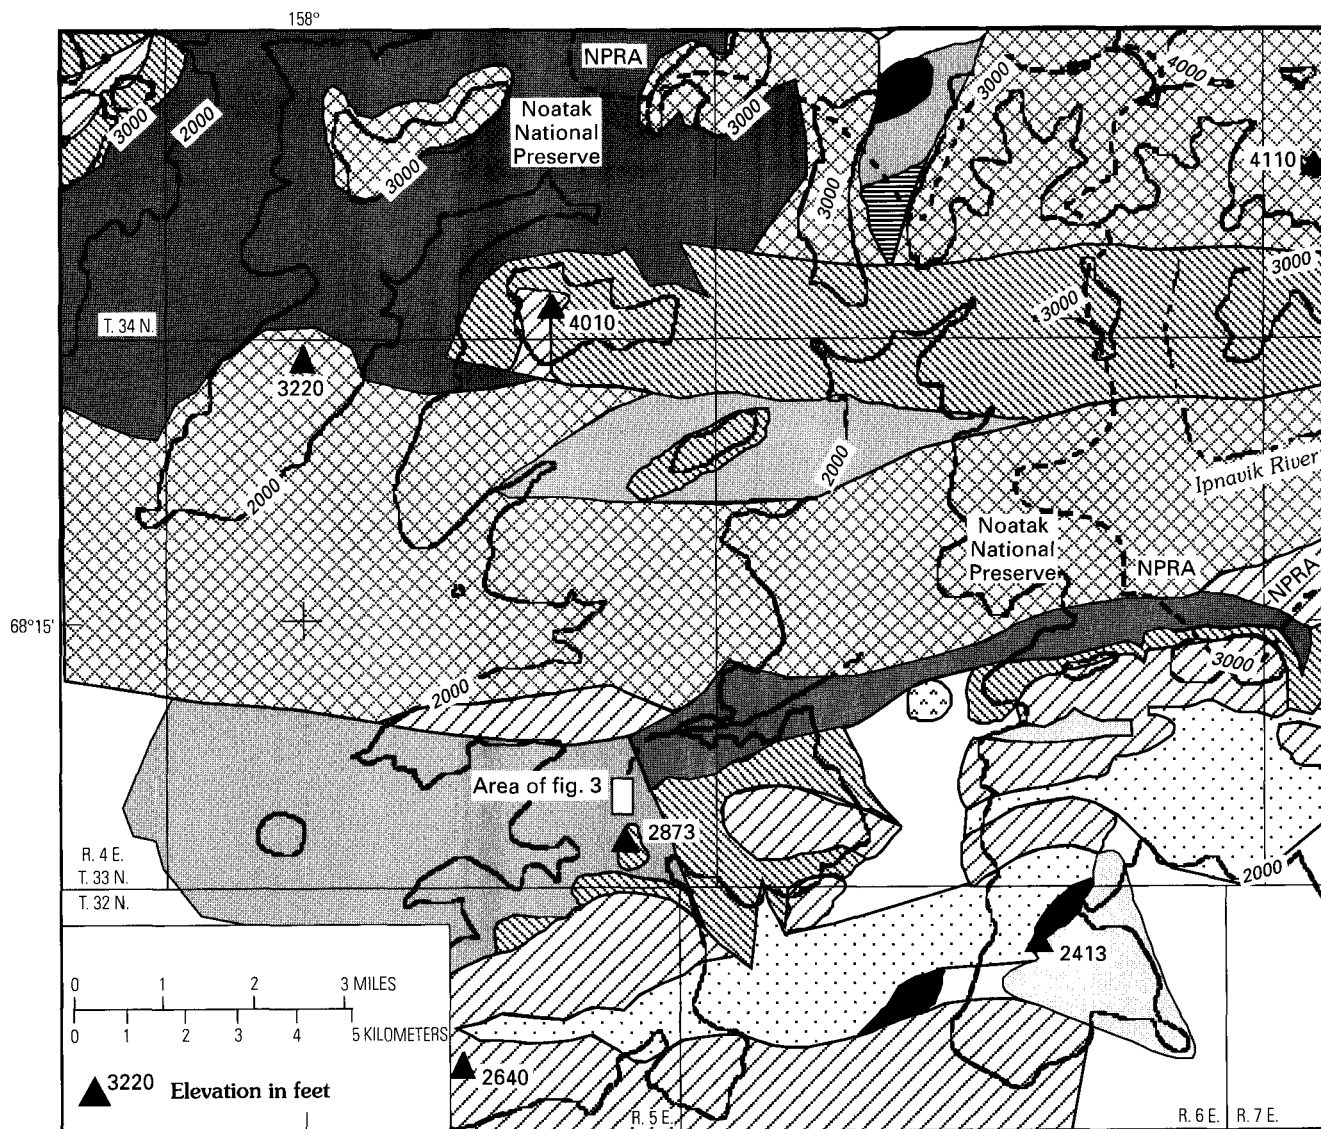 158°
NPRA
4000
3000
3000
2000
Noatak
National
Preserve
3000
4110
3000
3000
3000
3000
T. 34 N.
4010
3220
2000
2000
Ipnavik River
Noatak
National
Preserve
NPRA
NPRA
68°15'
3000
2000
Area of fig. 3
2873
R. 4 E.
T. 33 N.
T. 32 N.
2000
2413
0 1 2 3 MILES
0 1 2 3 4 5 KILOMETERS
3220 Elevation in feet
2640
R. 5 E.
R. 6 E. R. 7 E.